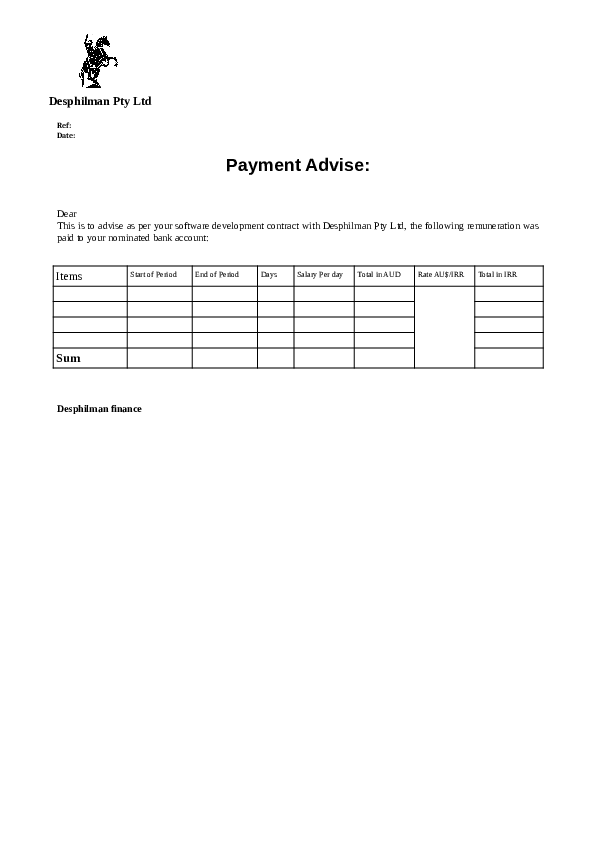 Desphilman Pty Ltd
Ref:
Date:
Payment Advise:
Dear
This is to advise as per your software development contract with Desphilman Pty Ltd, the following remuneration was
paid to your nominated bank account:
Items Start of Period End of Period Days Salary Per day Total in AUD Rate AU$/IRR Total in IRR
Sum
Desphilman finance